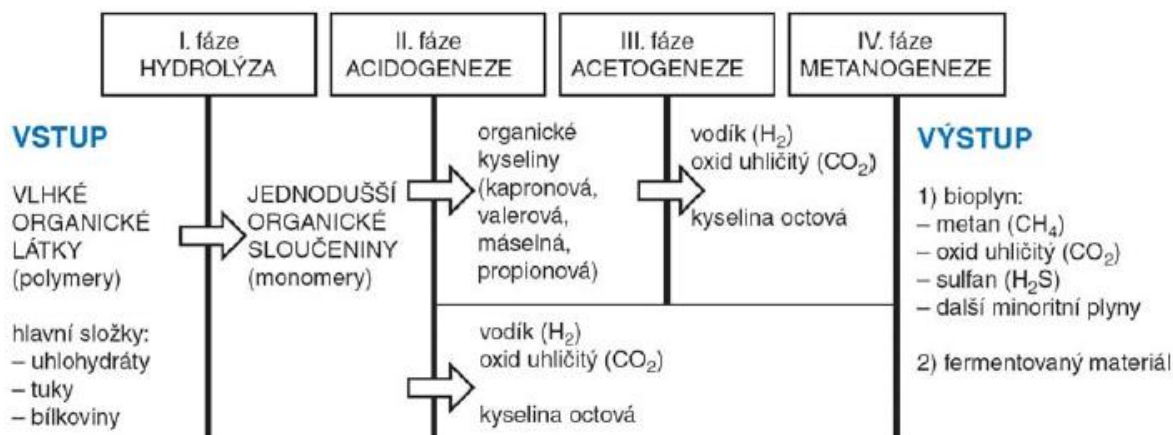 I. fáze
HYDROLÝZA
II. fáze
ACIDOGENEZE
III. fáze
ACETOGENEZE
IV. fáze
METANOGENEZE
VSTUP
VLHKÉ
ORGANICKÉ
LÁTKY
(polymery)
hlavní složky:
– uhlohydráty
– tuky
– bílkoviny
JEDNODUŠŠÍ
ORGANICKÉ
SLOUČENINY
(monomery)
organické
kyseliny
(kapronová,
valerová,
máselná,
propionová)
vodík (H₂)
oxid uhličitý (CO₂)
kyselina octová
vodík (H₂)
oxid uhličitý (CO₂)
kyselina octová
VÝSTUP
1) bioplyn:
– metan (CH₄)
– oxid uhličitý (CO₂)
– sulfan (H₂S)
– další minoritní plyny
2) fermentovaný materiál